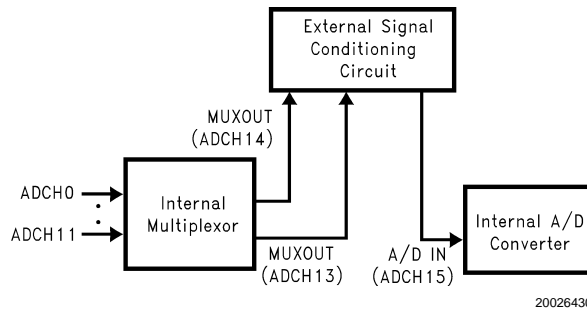 External Signal
Conditioning
Circuit
MUXOUT
(ADCH14)
ADCH0
ADCH11
Internal
Multiplexor
MUXOUT
(ADCH13)
A/D IN
(ADCH15)
Internal A/D
Converter